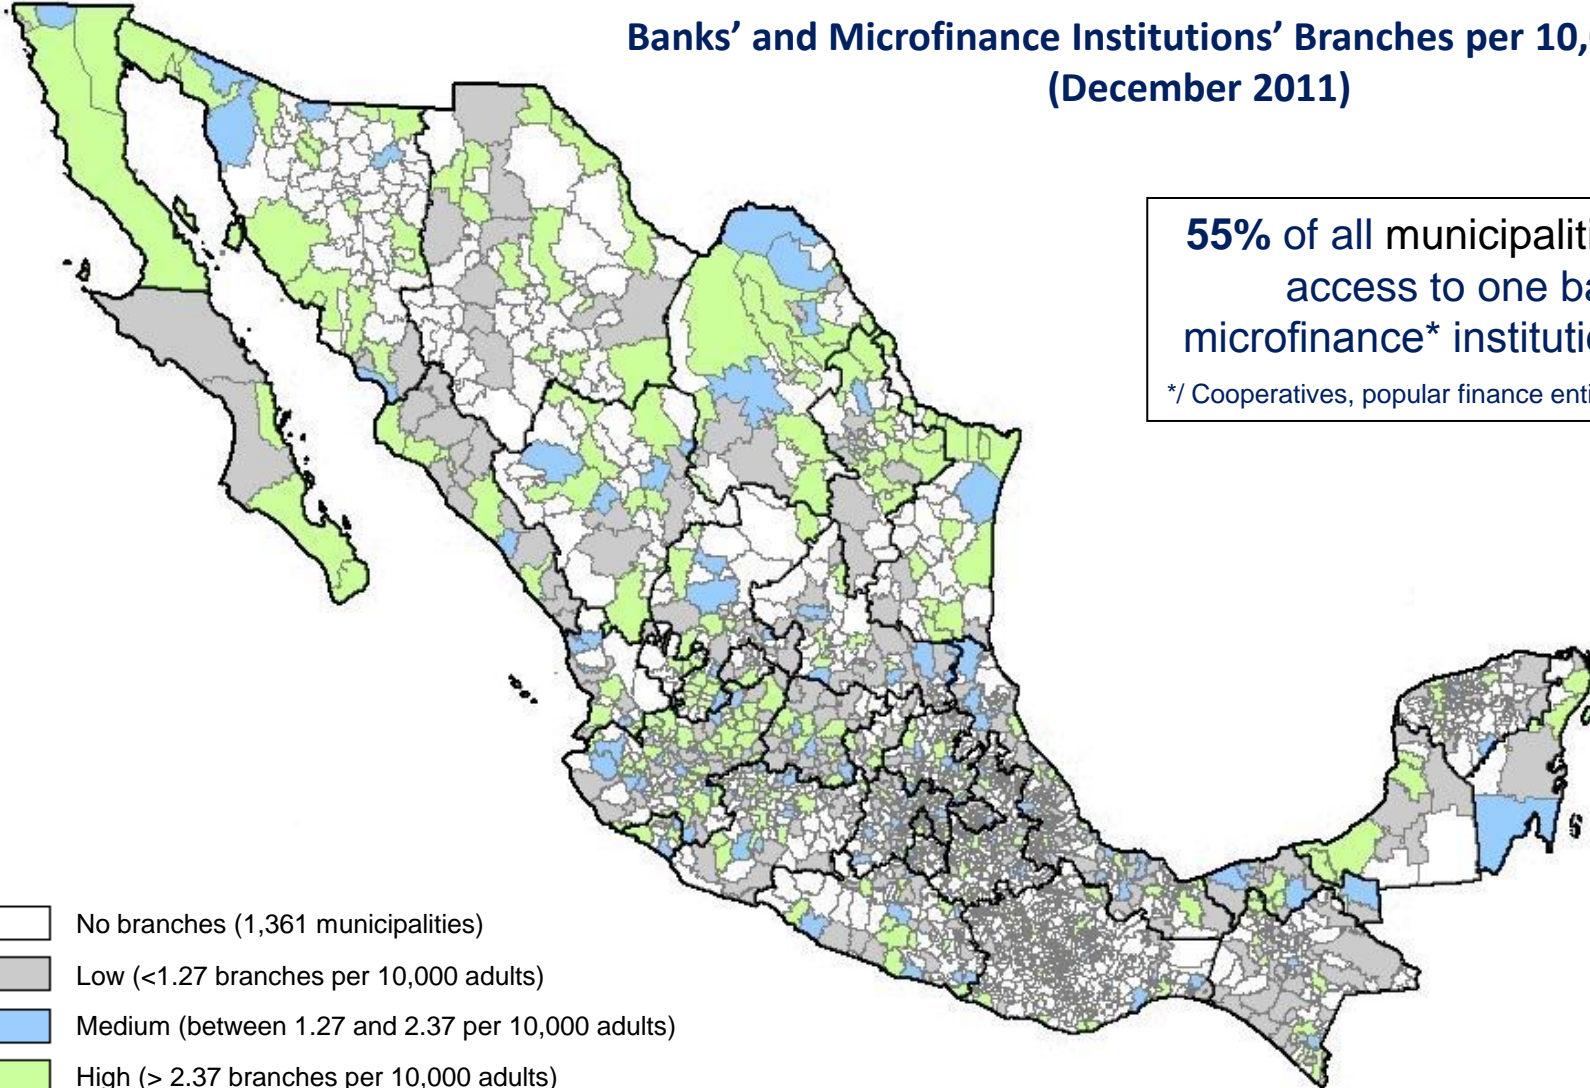 Banks’ and Microfinance Institutions’ Branches per 10,
(December 2011)
55% of all municipaliti
access to one ba
microfinance* instituti
*/ Cooperatives, popular finance enti
No branches (1,361 municipalities)
Low (<1.27 branches per 10,000 adults)
Medium (between 1.27 and 2.37 per 10,000 adults)
High (> 2.37 branches per 10,000 adults)